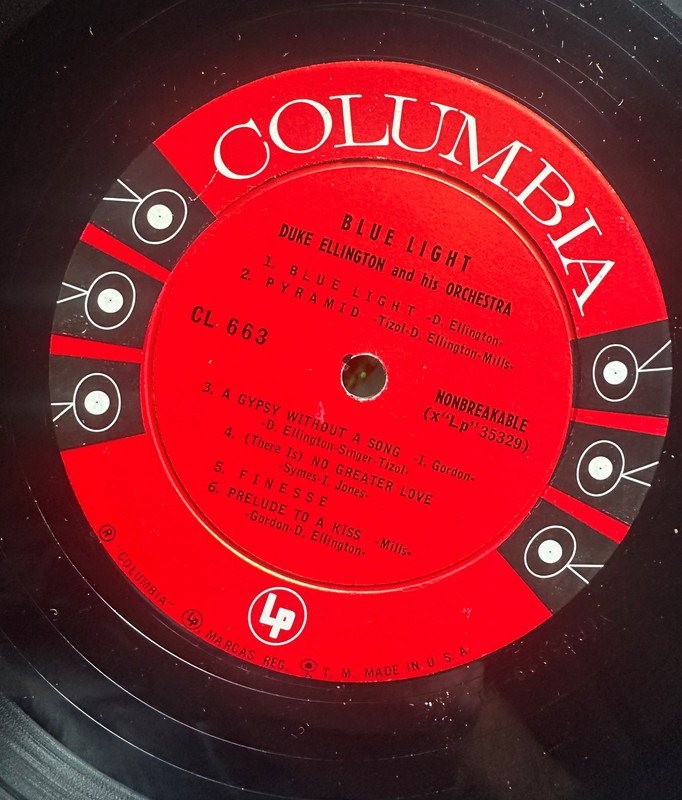 COLUMBIA
BLUE LIGHT
DUKE ELLINGTON and his ORCHESTRA
1. BLUE LIGHT -D. Ellington-
2. PYRAMID -Tizol-D. Ellington-Mills-
CL 663
NONBREAKABLE
(x"Lp"35329)
3. A GYPSY WITHOUT A SONG -I. Gordon-
-D. Ellington-Singer-Tizol.
4. (There Is) NO GREATER LOVE
-Symes-I. Jones-
5. FINESSE
6. PRELUDE TO A KISS -Mills-
-Gordon-D. Ellington-
LP
® "COLUMBIA" LP, MARCAS REG. T. M. MADE IN U. S. A.